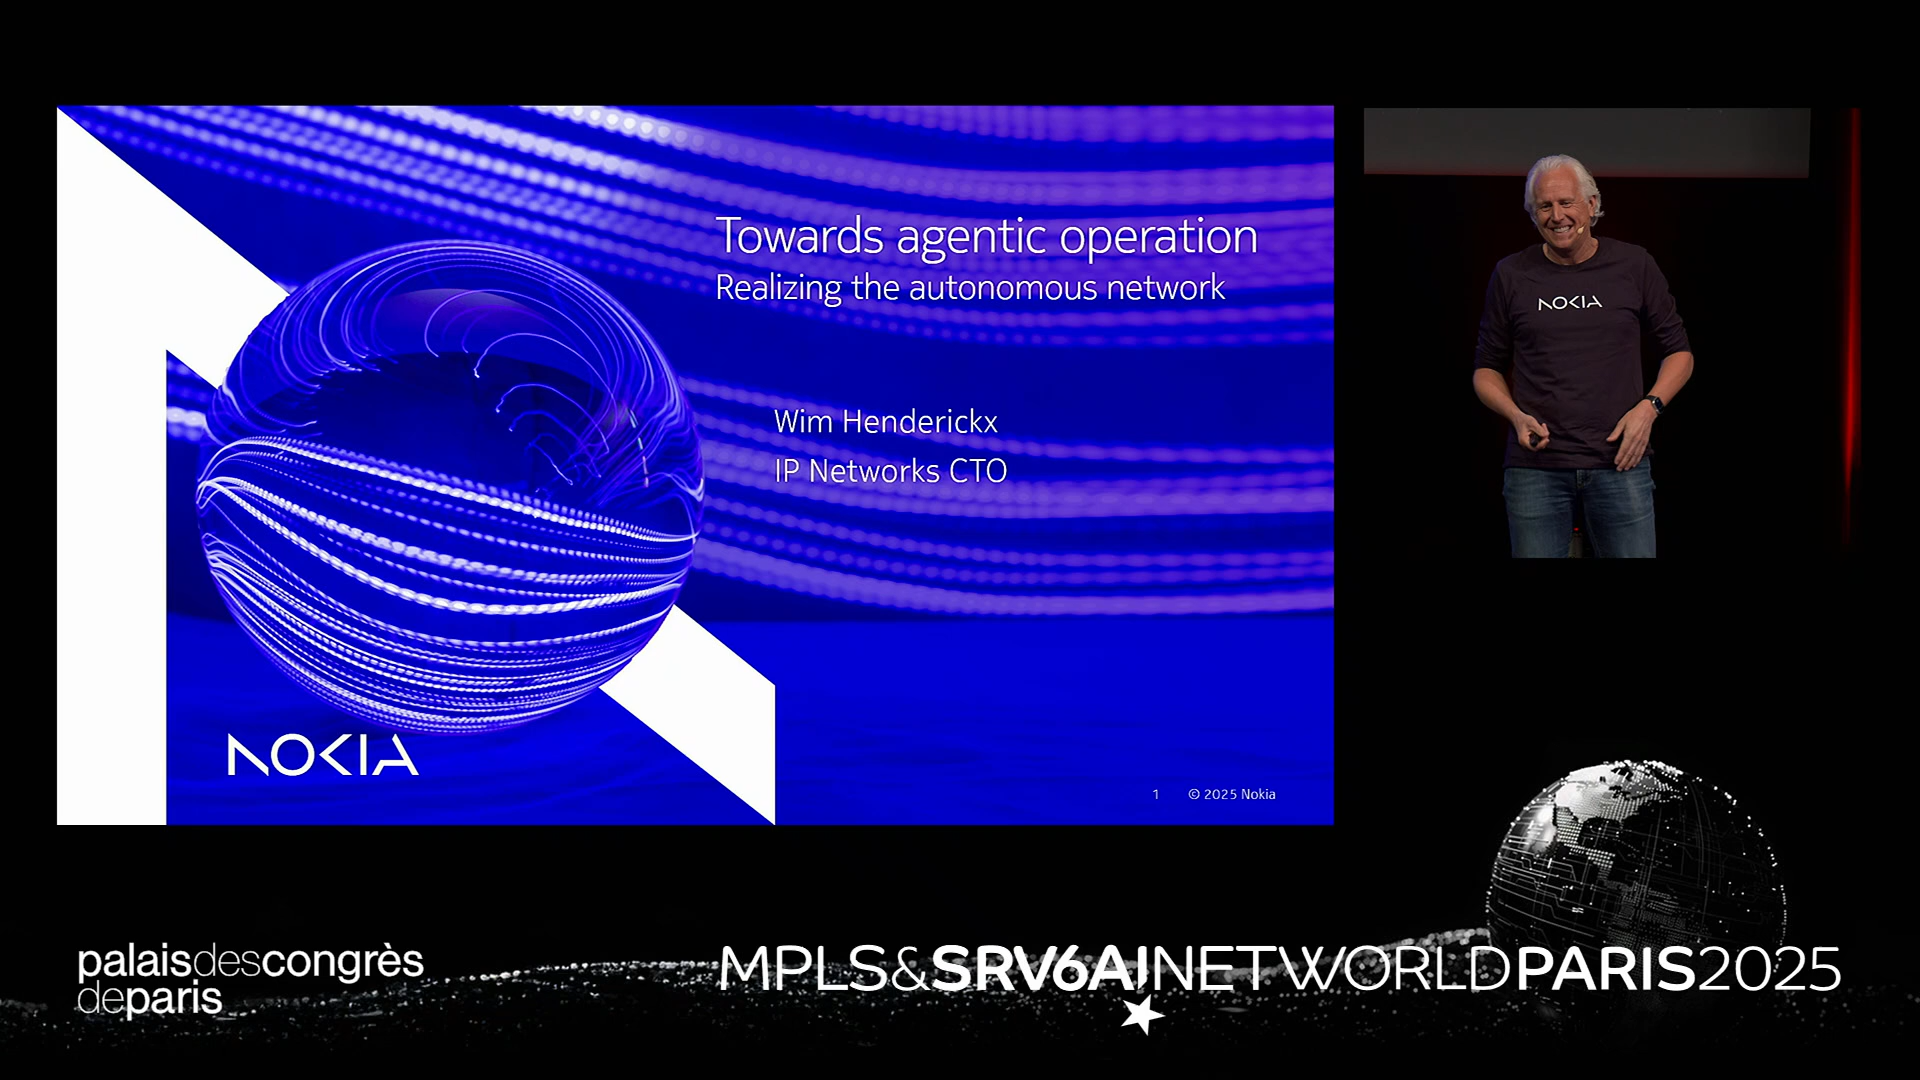 Towards agentic operation
Realizing the autonomous network
Wim Henderickx
IP Networks CTO
NOKIA
1 © 2025 Nokia
NOKIA
palaisdescongrès
deparis
MPLS&SRV6AINETWORLDPARIS2025